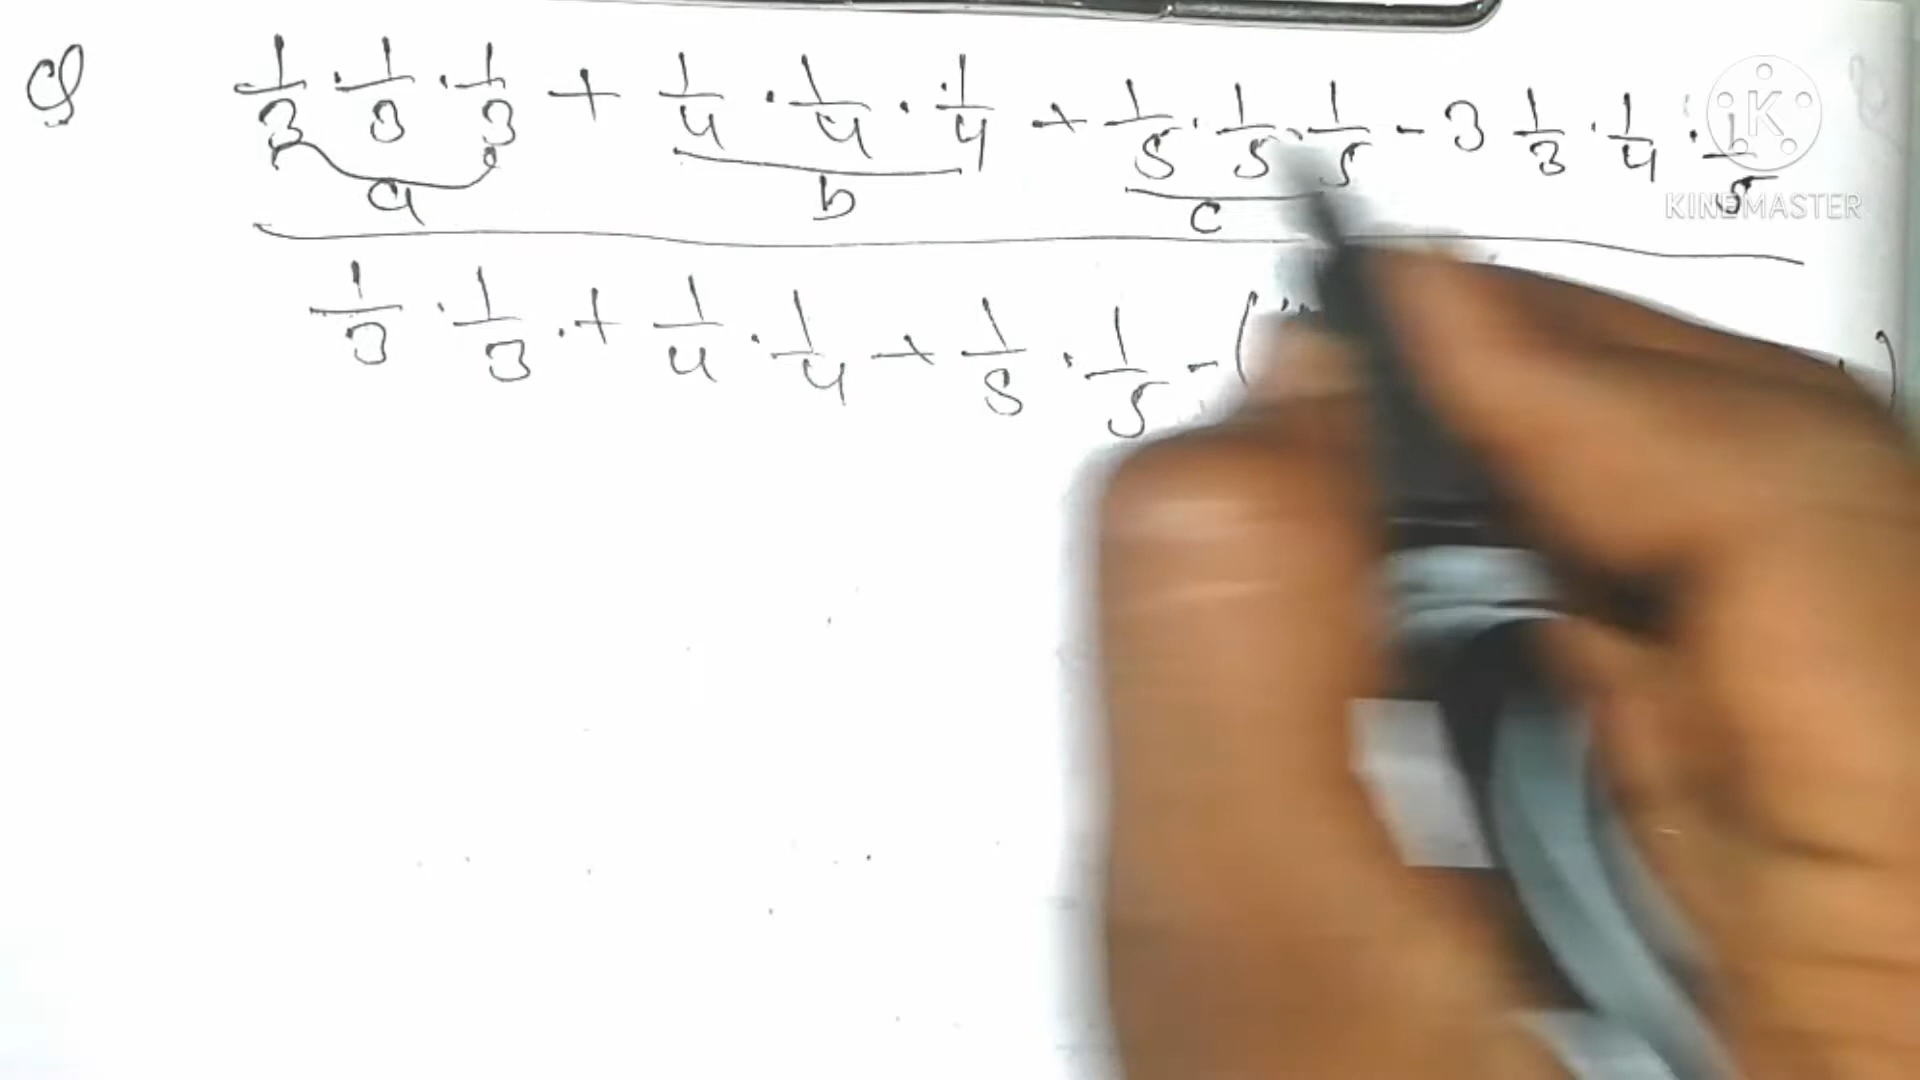 Q 1/3 · 1/3 · 1/3 + 1/4 · 1/4 · 1/4 + 1/5 · 1/5 · 1/5 - 3 1/3 · 1/4 · 1/5
a b c
1/3 · 1/3 · + 1/4 · 1/4 + 1/5 · 1/5 - ( )
K
KINEMASTER